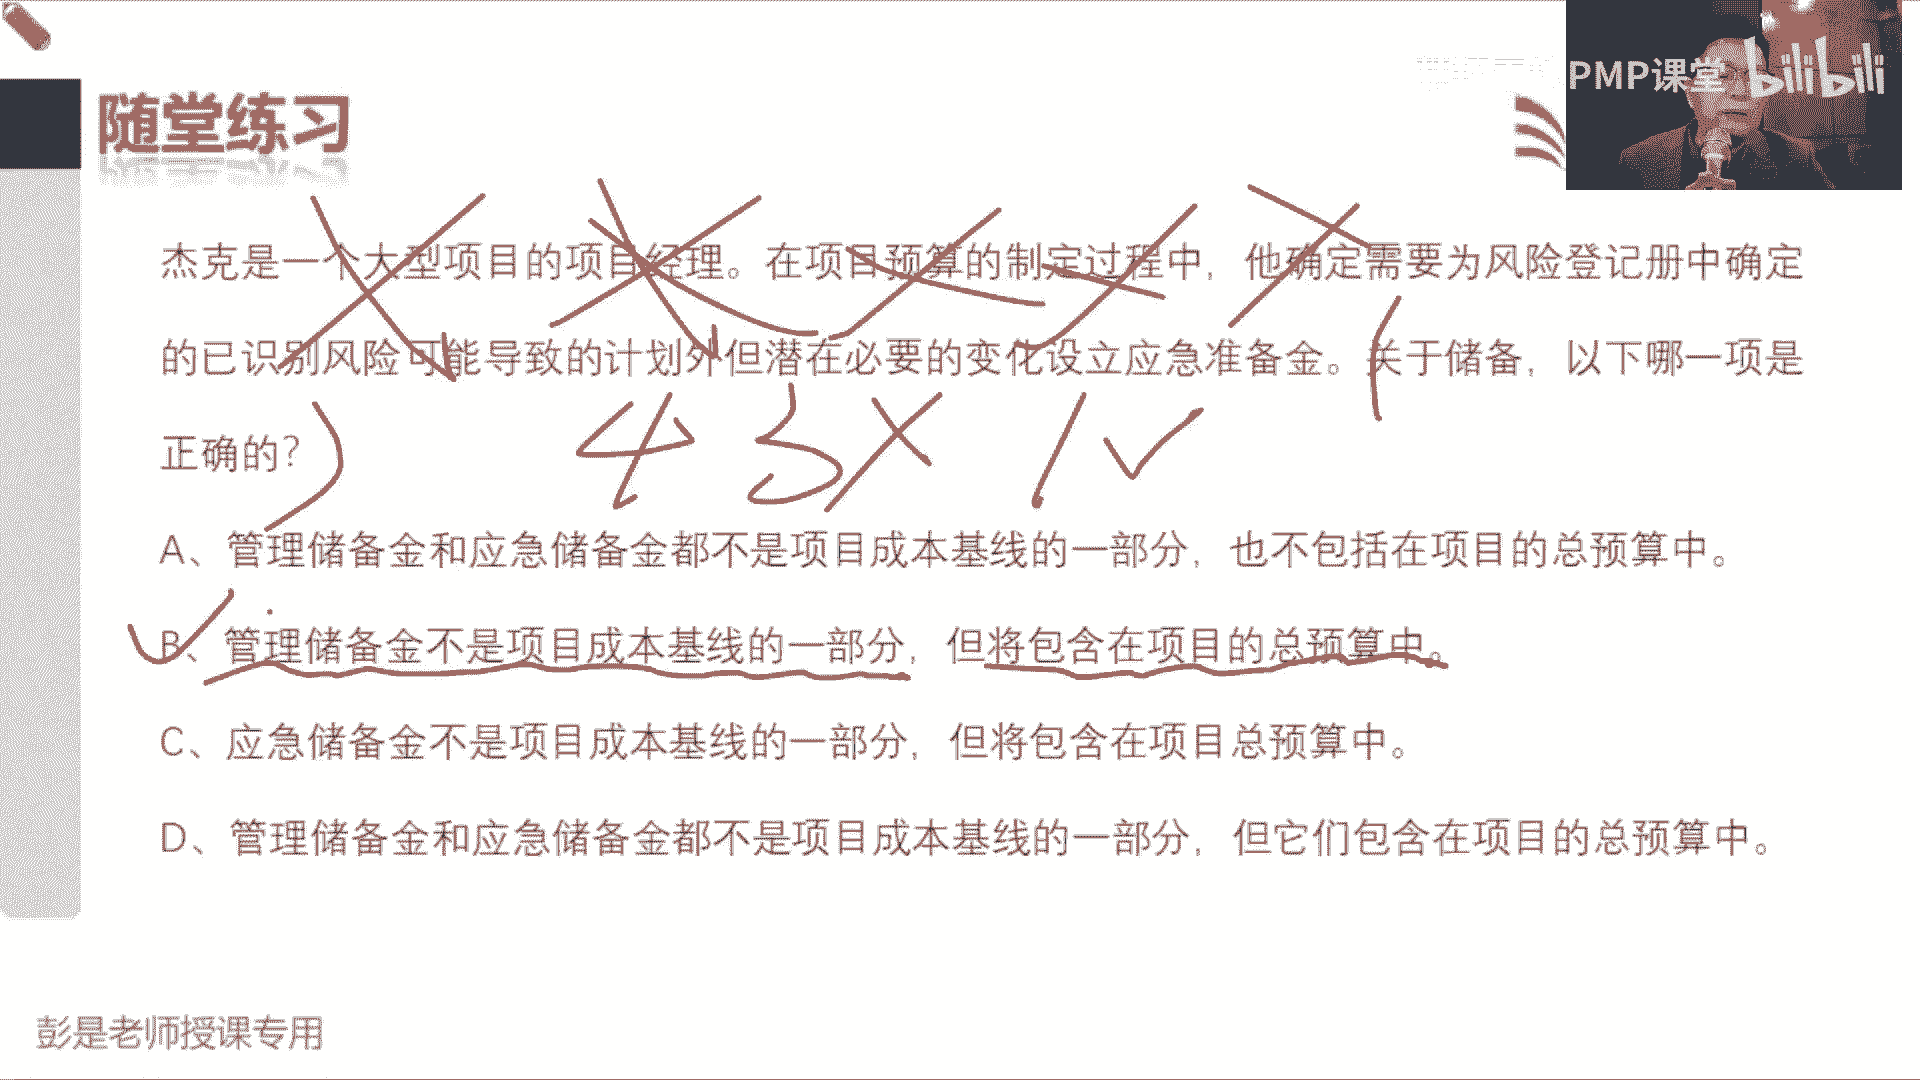 PMP课堂 bilibili
随堂练习
杰克是一个大型项目的项目经理。在项目预算的制定过程中，他确定需要为风险登记册中确定
的已识别风险可能导致的计划外但潜在必要的变化设立应急准备金。关于储备，以下哪一项是
正确的？
A、管理储备金和应急储备金都不是项目成本基线的一部分，也不包括在项目的总预算中。
B、管理储备金不是项目成本基线的一部分，但将包含在项目的总预算中。
C、应急储备金不是项目成本基线的一部分，但将包含在项目总预算中。
D、管理储备金和应急储备金都不是项目成本基线的一部分，但它们包含在项目的总预算中。
彭是老师授课专用